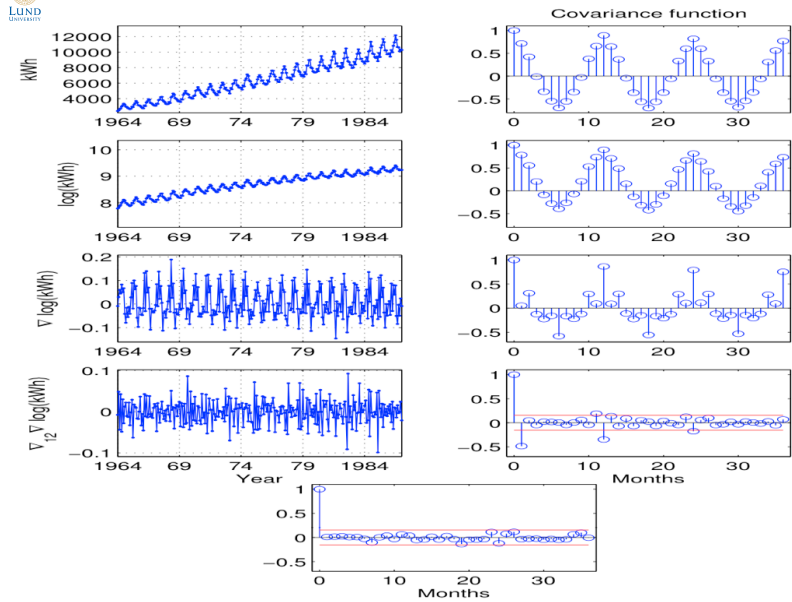 LUND
UNIVERSITY
Covariance function
kWh
12000
10000
8000
6000
4000
1964 69 74 79 1984
1
0.5
0
−0.5
0 10 20 30
log(kWh)
10
9
8
1964 69 74 79 1984
1
0.5
0
−0.5
0 10 20 30
∇ log(kWh)
0.2
0.1
0
−0.1
1964 69 74 79 1984
1
0.5
0
−0.5
0 10 20 30
∇12 ∇ log(kWh)
0.1
0
−0.1
1964 69 74 79 1984
Year
1
0.5
0
−0.5
0 10 20 30
Months
1
0.5
0
−0.5
0 10 20 30
Months